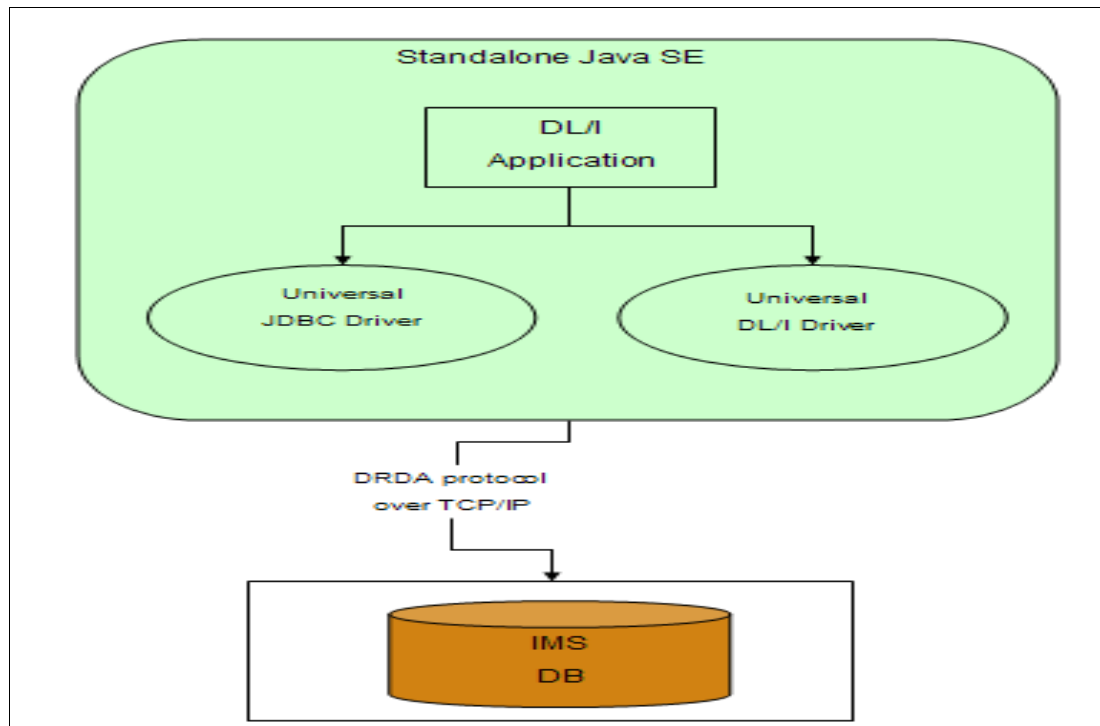 Standalone Java SE
DL/I
Application
Universal
JDBC Driver
Universal
DL/I Driver
DRDA protocol
over TCP/IP
IMS
DB